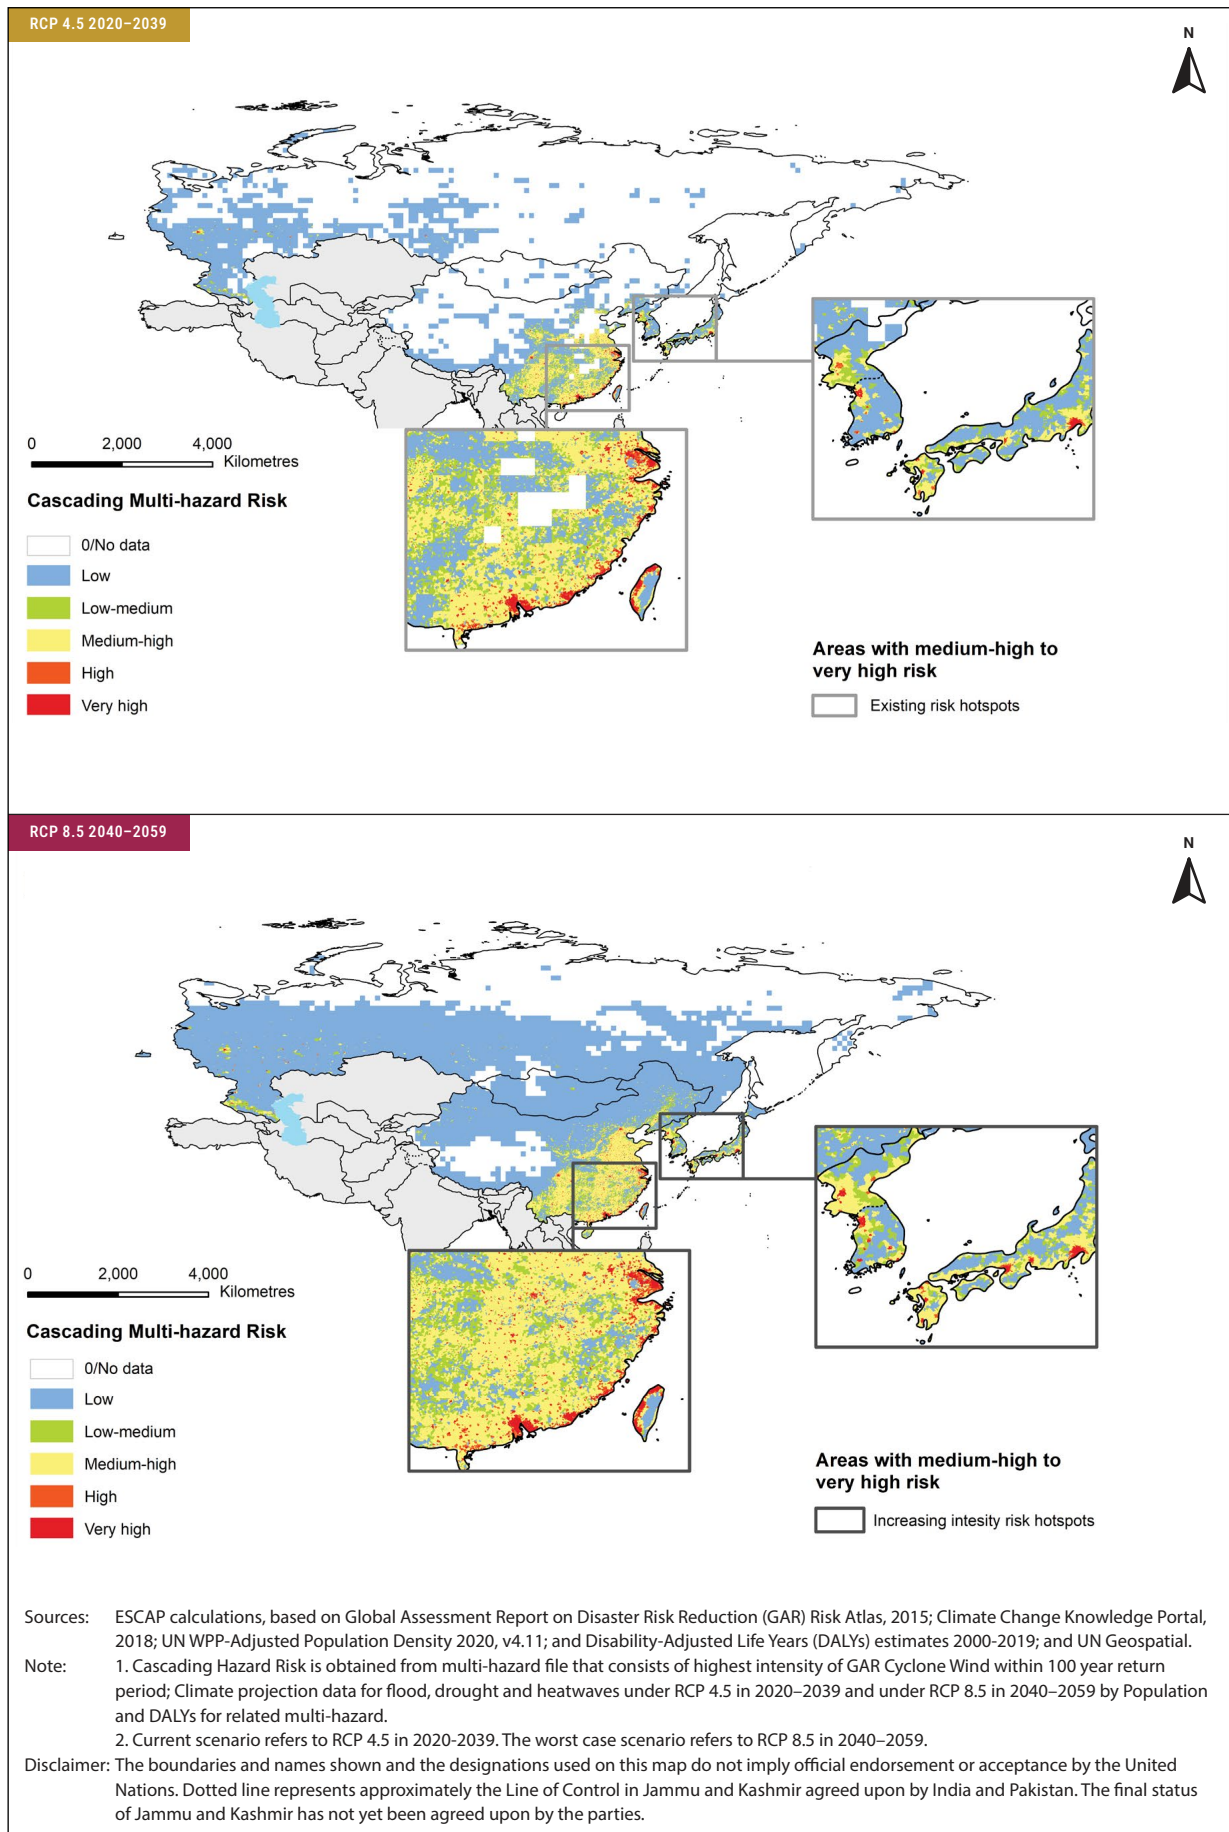 RCP 4.5 2020–2039
N
0 2,000 4,000 Kilometres
Cascading Multi-hazard Risk
0/No data
Low
Low-medium
Medium-high
High
Very high
Areas with medium-high to
very high risk
Existing risk hotspots
RCP 8.5 2040–2059
N
0 2,000 4,000 Kilometres
Cascading Multi-hazard Risk
0/No data
Low
Low-medium
Medium-high
High
Very high
Areas with medium-high to
very high risk
Increasing intesity risk hotspots
Sources: ESCAP calculations, based on Global Assessment Report on Disaster Risk Reduction (GAR) Risk Atlas, 2015; Climate Change Knowledge Portal,
2018; UN WPP-Adjusted Population Density 2020, v4.11; and Disability-Adjusted Life Years (DALYs) estimates 2000-2019; and UN Geospatial.
Note: 1. Cascading Hazard Risk is obtained from multi-hazard file that consists of highest intensity of GAR Cyclone Wind within 100 year return
period; Climate projection data for flood, drought and heatwaves under RCP 4.5 in 2020–2039 and under RCP 8.5 in 2040–2059 by Population
and DALYs for related multi-hazard.
2. Current scenario refers to RCP 4.5 in 2020-2039. The worst case scenario refers to RCP 8.5 in 2040–2059.
Disclaimer: The boundaries and names shown and the designations used on this map do not imply official endorsement or acceptance by the United
Nations. Dotted line represents approximately the Line of Control in Jammu and Kashmir agreed upon by India and Pakistan. The final status
of Jammu and Kashmir has not yet been agreed upon by the parties.